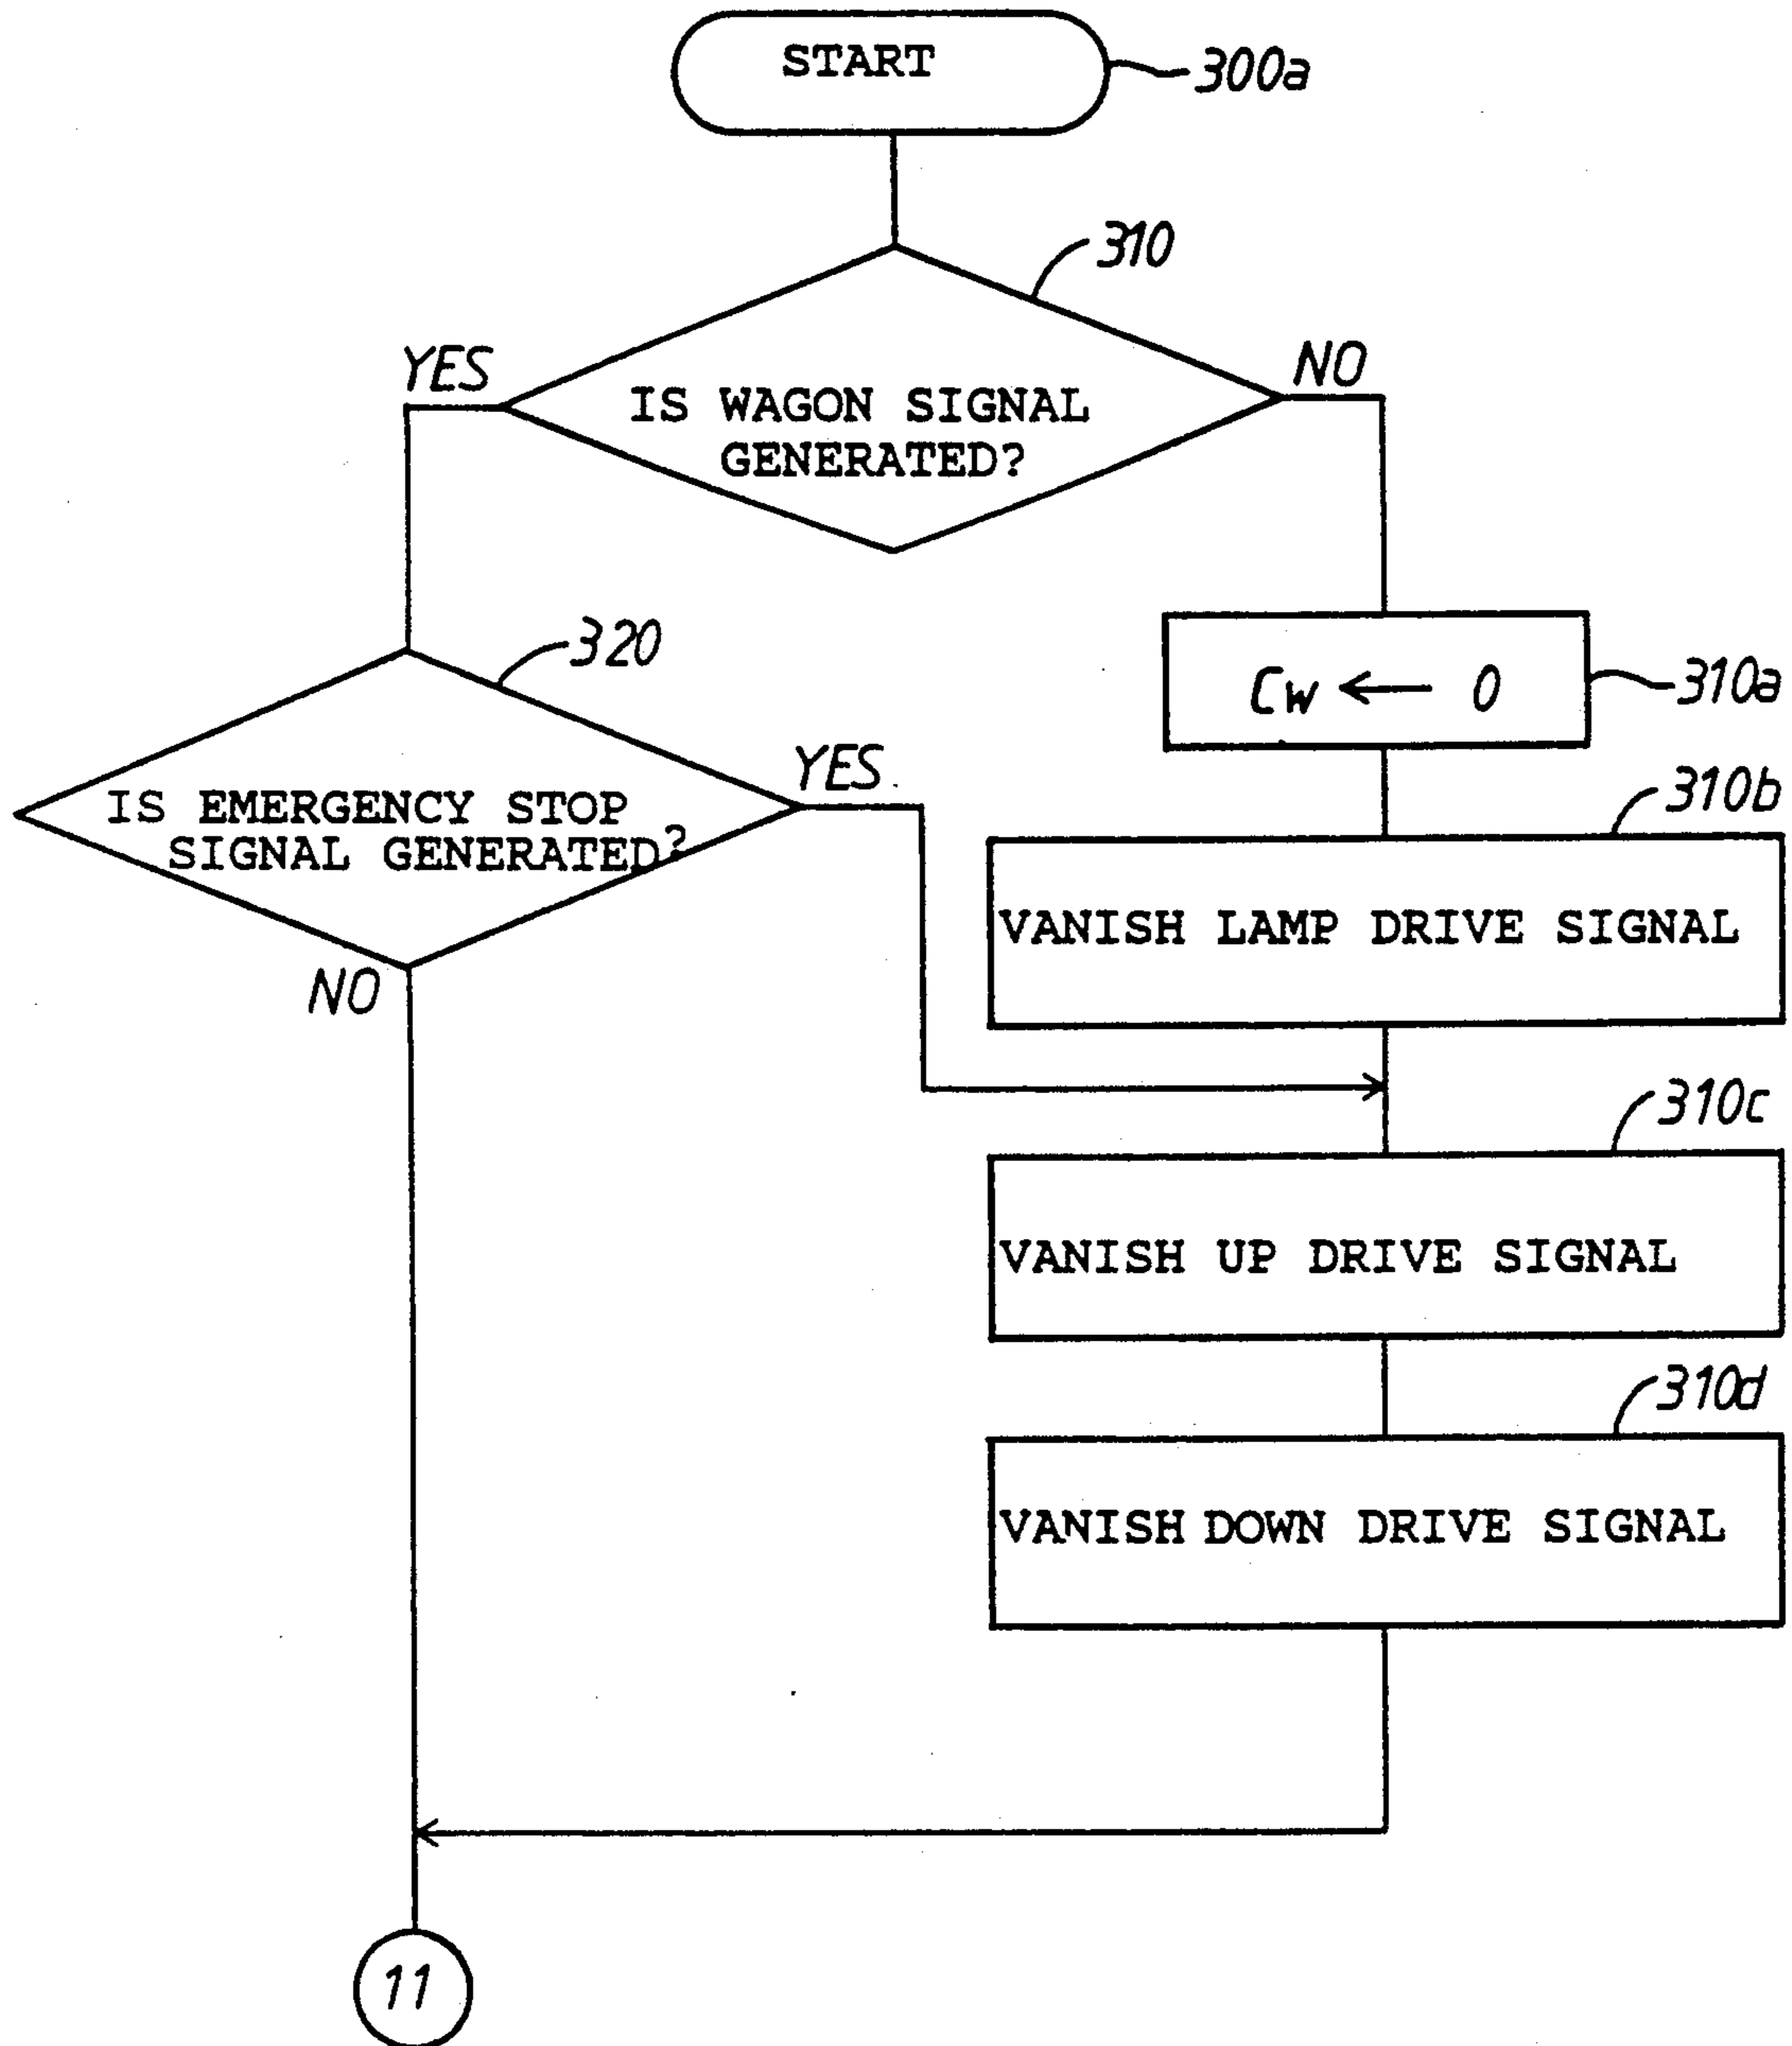 START
300a
310
YES
NO
IS WAGON SIGNAL
GENERATED?
320
Cw ← 0
310a
YES
310b
IS EMERGENCY STOP
SIGNAL GENERATED?
VANISH LAMP DRIVE SIGNAL
NO
310c
VANISH UP DRIVE SIGNAL
310d
VANISH DOWN DRIVE SIGNAL
11